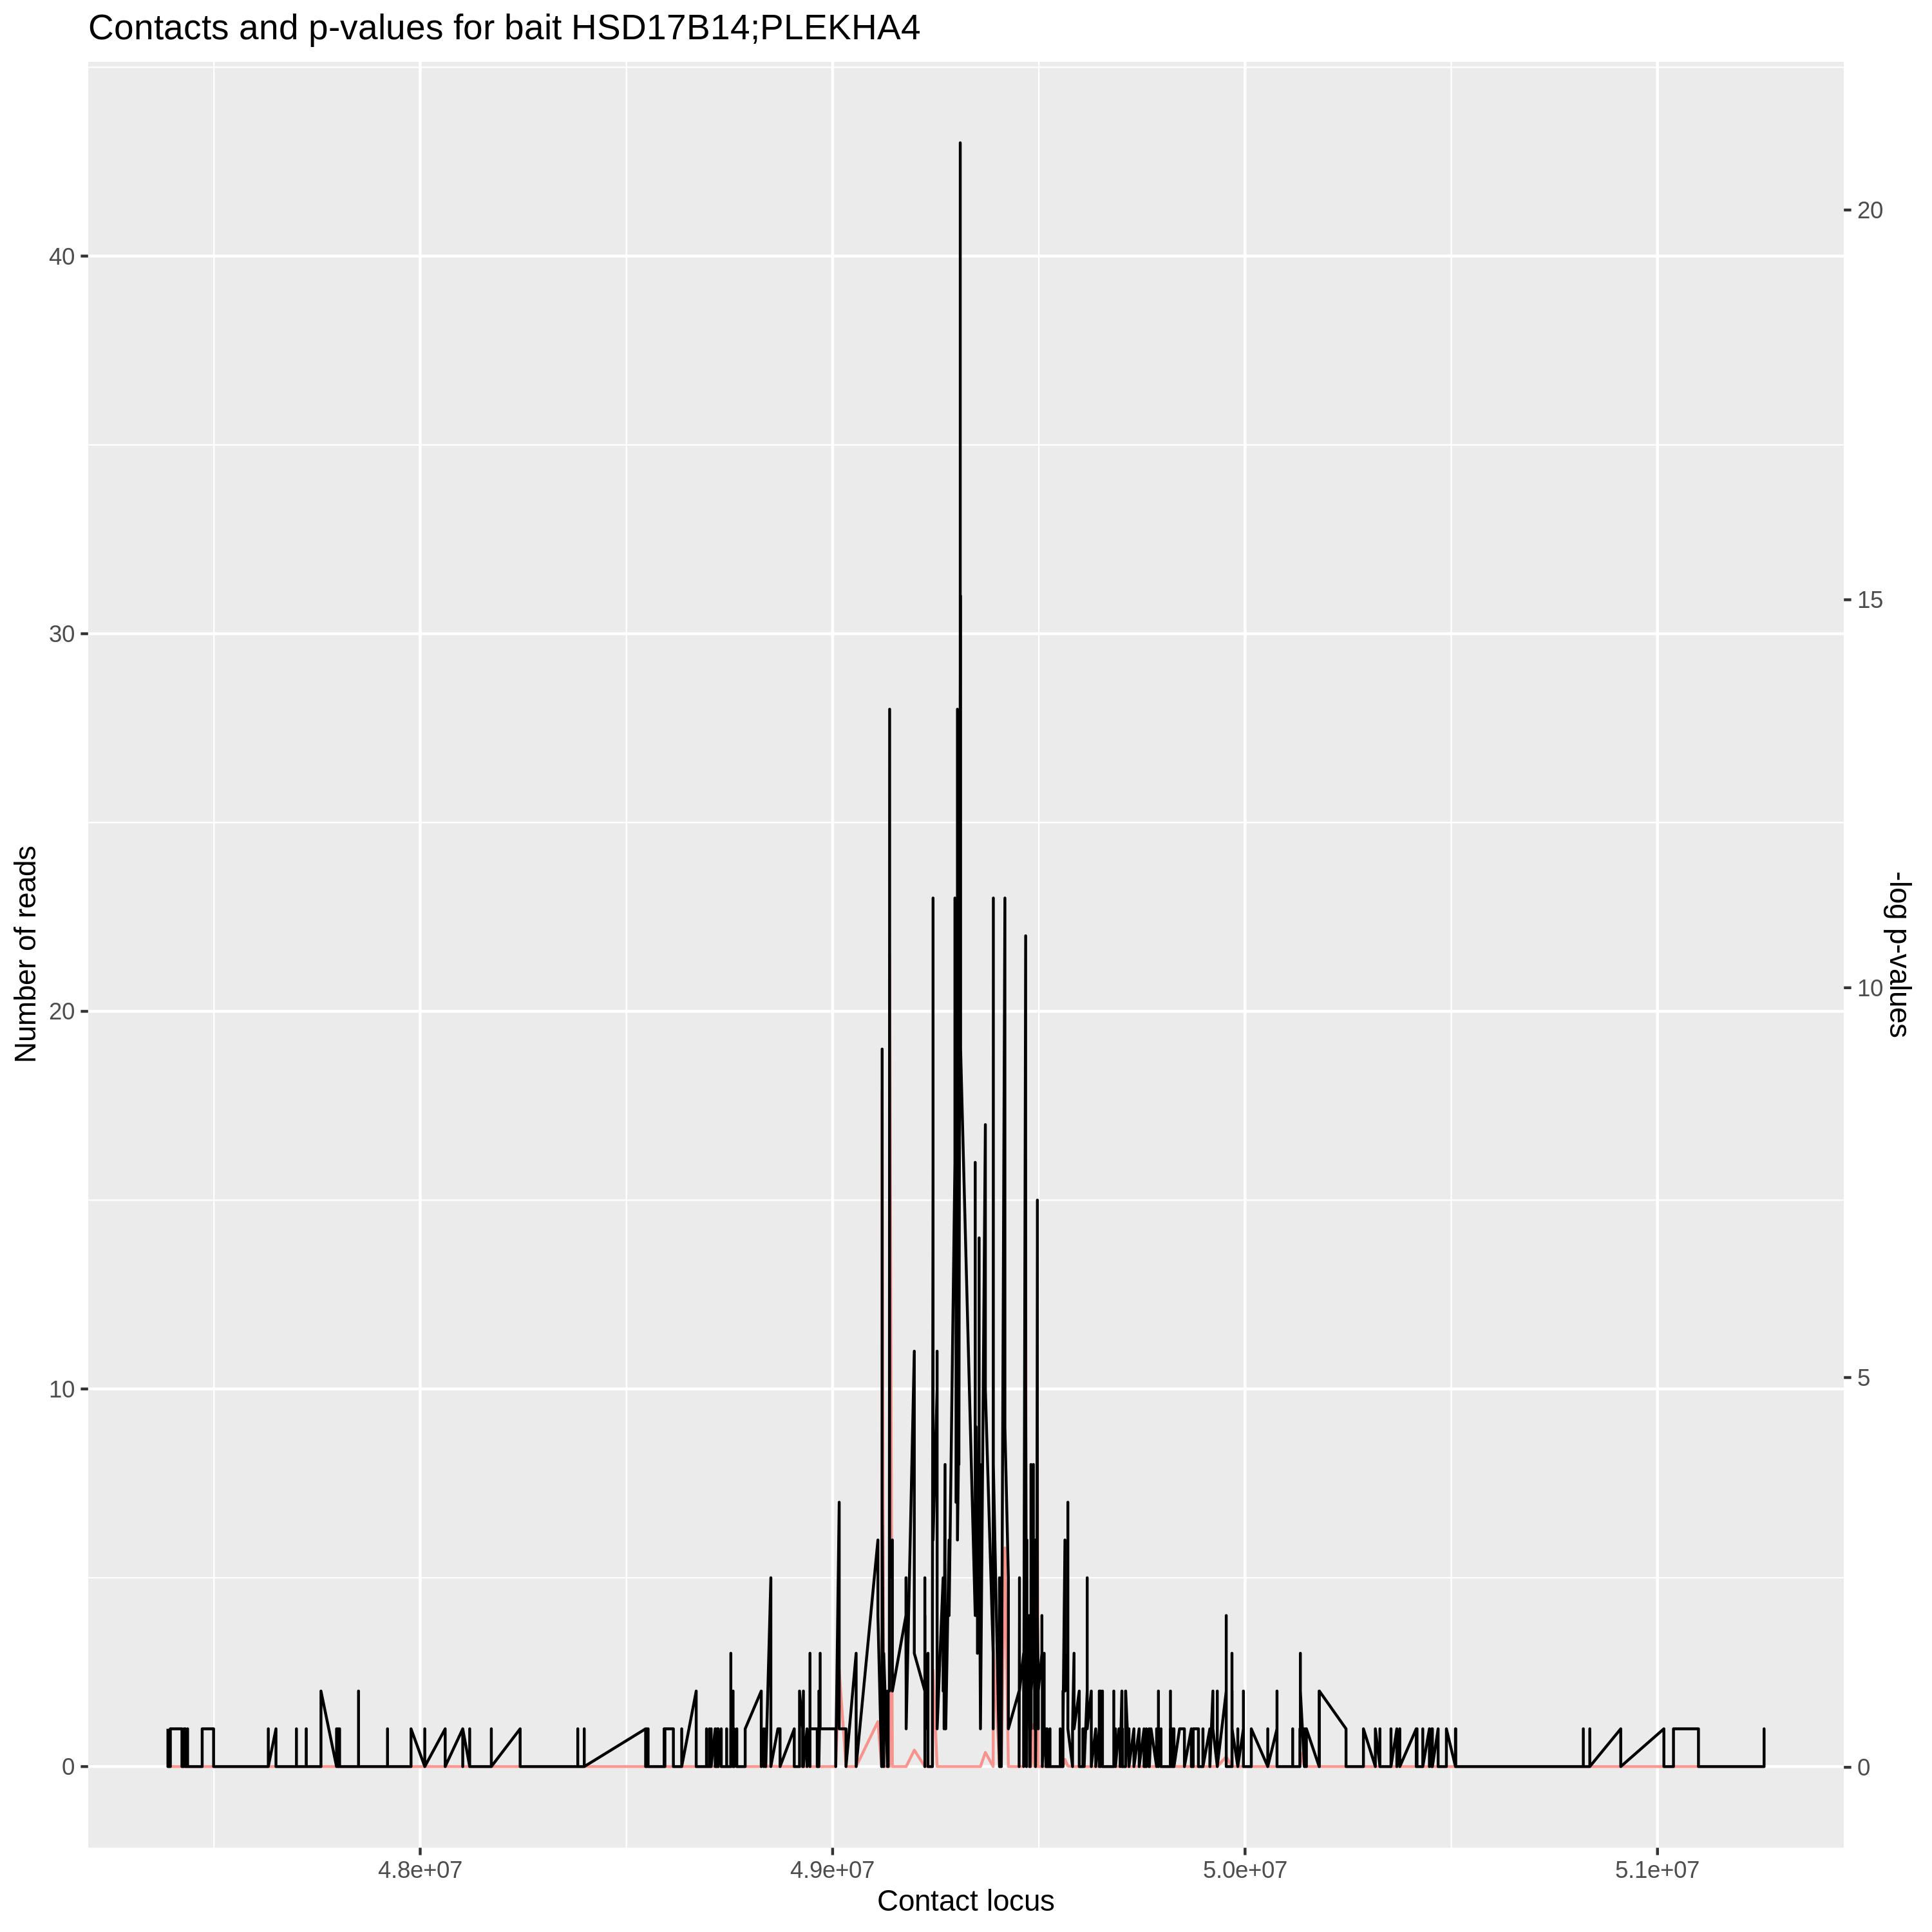 Contacts and p-values for bait HSD17B14;PLEKHA4
40
30
20
10
0
20
15
10
5
0
Number of reads
-log p-values
4.8e+07
4.9e+07
5.0e+07
5.1e+07
Contact locus